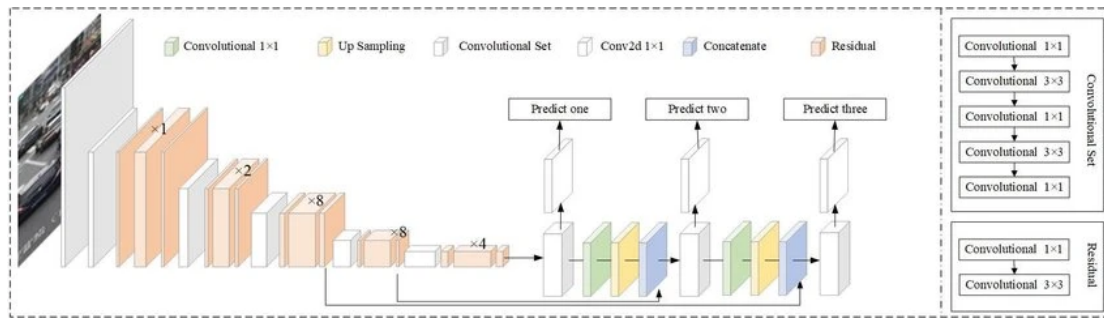 Convolutional 1×1
Up Sampling
Convolutional Set
Conv2d 1×1
Concatenate
Residual
×1
×2
×8
×8
×4
Predict one
Predict two
Predict three
Convolutional 1×1
Convolutional 3×3
Convolutional 1×1
Convolutional 3×3
Convolutional 1×1
Convolutional Set
Convolutional 1×1
Convolutional 3×3
Residual